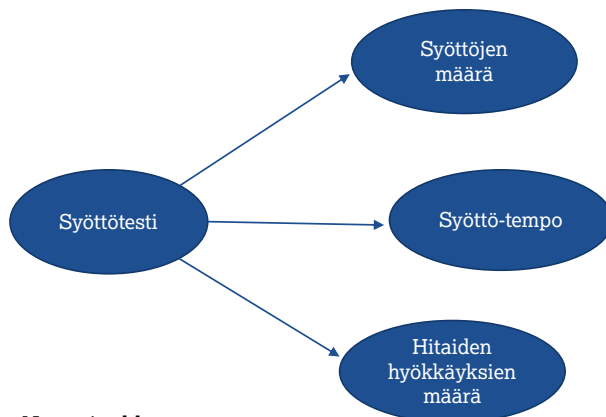 Syöttöjen
määrä
Syöttötesti
Syöttö-tempo
Hitaiden
hyökkäyksien
määrä